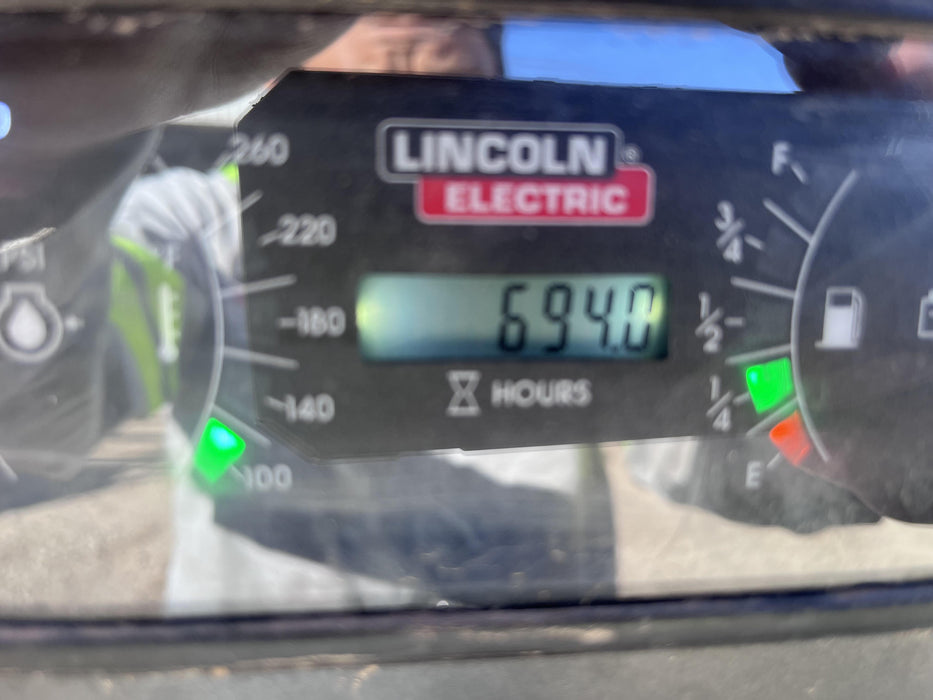 LINCOLN®
ELECTRIC
694.0
HOURS
PSI
260
220
180
140
100
F
3/4
1/2
1/4
E